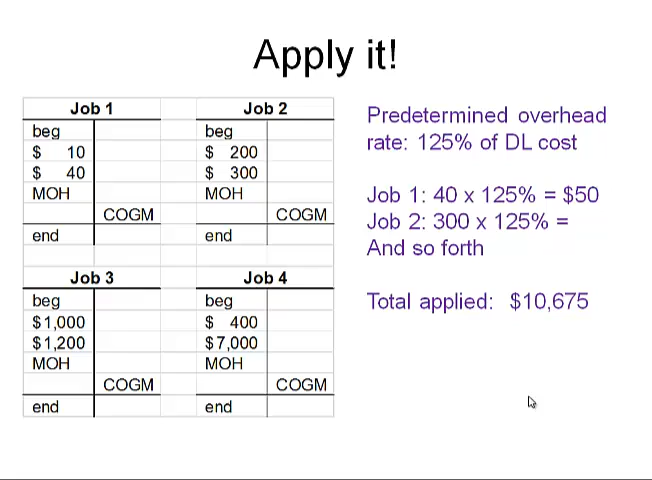 Apply it!
Job 1 Job 2
beg beg
$ 10 $ 200
$ 40 $ 300
MOH MOH
COGM COGM
end end
Job 3 Job 4
beg beg
$1,000 $ 400
$1,200 $7,000
MOH MOH
COGM COGM
end end
Predetermined overhead
rate: 125% of DL cost
Job 1: 40 x 125% = $50
Job 2: 300 x 125% =
And so forth
Total applied: $10,675